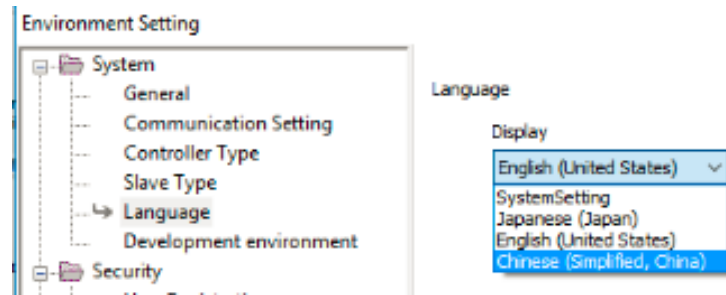 Environment Setting
System
General
Communication Setting
Controller Type
Slave Type
Language
Development environment
Security
Language
Display
English (United States)
SystemSetting
Japanese (Japan)
English (United States)
Chinese (Simplified, China)